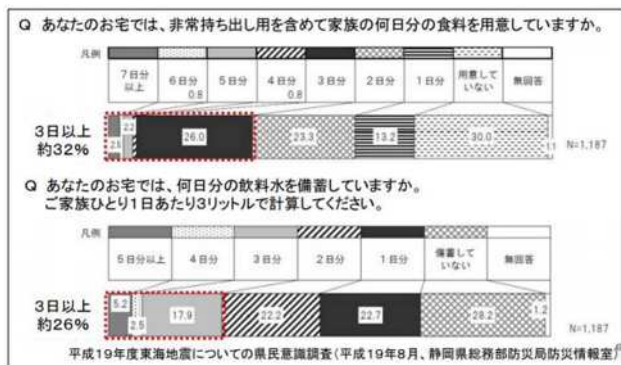 Q あなたのお宅では、非常持ち出し用を含めて家族の何日分の食料を用意していますか。
凡例
7日分以上 6日分 5日分 4日分 3日分 2日分 1日分 用意していない 無回答
0.8 0.8
3日以上 約32%
2.5 2.2 26.0 23.3 13.2 30.0 1.1
N=1,187
Q あなたのお宅では、何日分の飲料水を備蓄していますか。
ご家族ひとり1日あたり3リットルで計算してください。
凡例
5日分以上 4日分 3日分 2日分 1日分 備蓄していない 無回答
3日以上 約26%
5.2 2.5 17.9 22.2 22.7 28.2 1.2
N=1,187
平成19年度東海地震についての県民意識調査(平成19年8月、静岡県総務部防災局防災情報室)